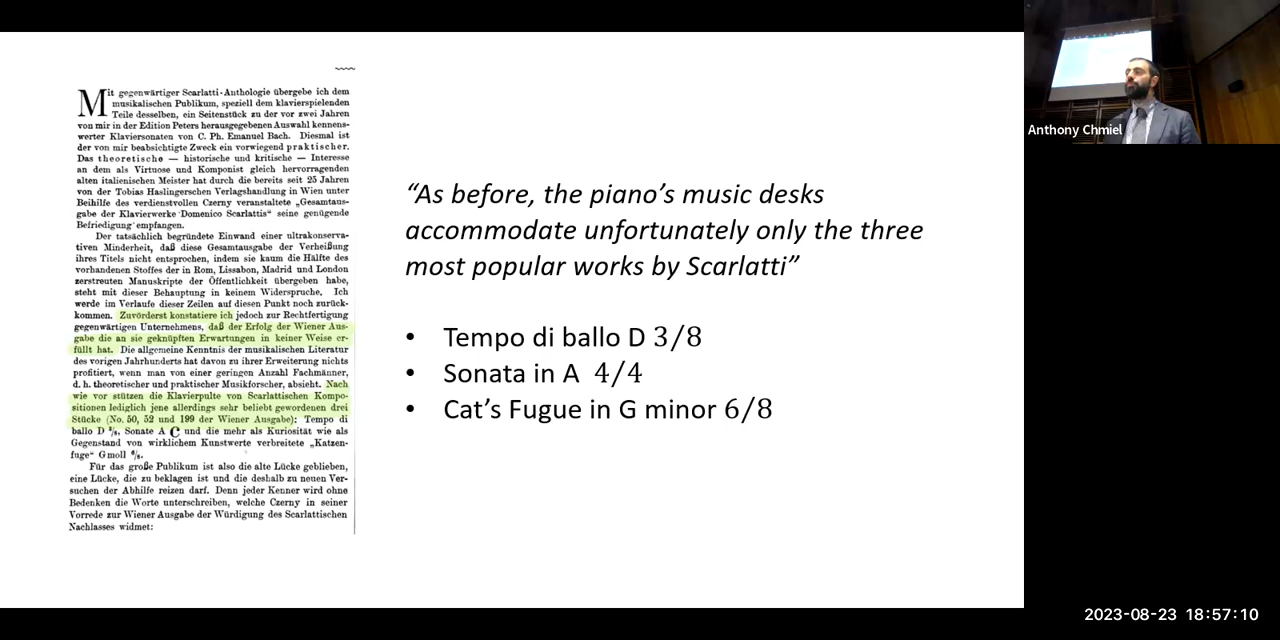 Mit gegenwärtiger Scarlatti-Anthologie übergebe ich dem
musikalischen Publikum, speziell dem klavierspielenden
Teile desselben, ein Seitenstück zu der vor zwei Jahren
von mir in der Edition Peters herausgegebenen Auswahl kennens-
werter Klaviersonaten von C. Ph. Emanuel Bach. Diesmal ist
der von mir beabsichtigte Zweck ein vorwiegend praktischer.
Das theoretische — historische und kritische — Interesse
an dem als Virtuose und Komponist gleich hervorragenden
alten italienischen Meister hat durch die bereits seit 25 Jahren
von der Tobias Haslingerschen Verlagshandlung in Wien unter
Beihilfe des verdienstvollen Czerny veranstaltete „Gesamtaus-
gabe der Klavierwerke Domenico Scarlattis“ seine genügende
Befriedigung empfangen.
Der tatsächlich begründete Einwand einer ultrakonserva-
tiven Minderheit, daß diese Gesamtausgabe der Verheißung
ihres Titels nicht entsprochen, indem sie kaum die Hälfte des
vorhandenen Stoffes der in Rom, Lissabon, Madrid und London
zerstreuten Manuskripte der Öffentlichkeit übergeben habe,
steht mit dieser Behauptung in keinem Widerspruche. Ich
werde im Verlaufe dieser Zeilen auf diesen Punkt noch zurück-
kommen. Zuvörderst konstatiere ich jedoch zur Rechtfertigung
gegenwärtigen Unternehmens, daß der Erfolg der Wiener Aus-
gabe die an sie geknüpften Erwartungen in keiner Weise er-
füllt hat. Die allgemeine Kenntnis der musikalischen Literatur
des vorigen Jahrhunderts hat davon zu ihrer Erweiterung nichts
profitiert, wenn man von einer geringen Anzahl Fachmänner,
d. h. theoretischer und praktischer Musikforscher, absieht. Nach
wie vor stützen die Klavierpulte von Scarlattischen Kompo-
sitionen lediglich jene allerdings sehr beliebt gewordenen drei
Stücke (No. 50, 52 und 199 der Wiener Ausgabe): Tempo di
ballo D 3/8, Sonate A C und die mehr als Kuriosität wie als
Gegenstand von wirklichem Kunstwerte verbreitete „Katzen-
fuge“ G moll 6/8.
Für das große Publikum ist also die alte Lücke geblieben,
eine Lücke, die zu beklagen ist und die deshalb zu neuen Ver-
suchen der Abhilfe reizen darf. Denn jeder Kenner wird ohne
Bedenken die Worte unterschreiben, welche Czerny in seiner
Vorrede zur Wiener Ausgabe der Würdigung des Scarlattischen
Nachlasses widmet:
“As before, the piano’s music desks
accommodate unfortunately only the three
most popular works by Scarlatti”
• Tempo di ballo D 3/8
• Sonata in A 4/4
• Cat’s Fugue in G minor 6/8
Anthony Chmiel
2023-08-23 18:57:10